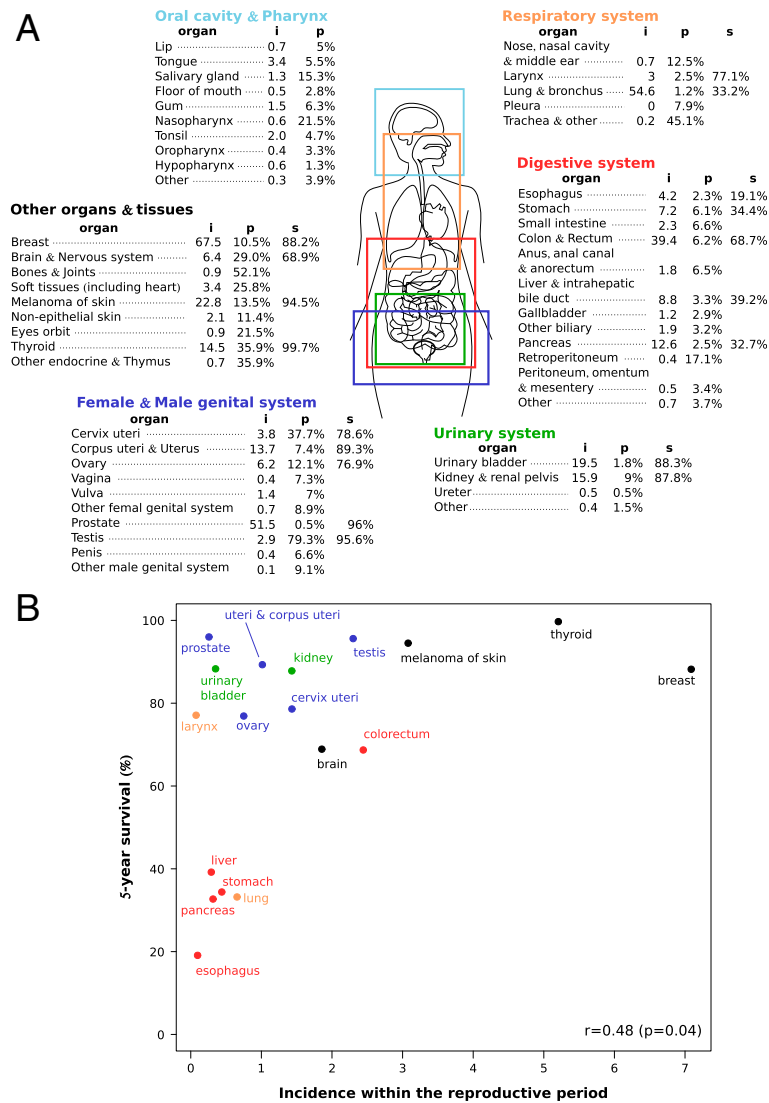 A
Oral cavity & Pharynx
organ i p
Lip 0.7 5%
Tongue 3.4 5.5%
Salivary gland 1.3 15.3%
Floor of mouth 0.5 2.8%
Gum 1.5 6.3%
Nasopharynx 0.6 21.5%
Tonsil 2.0 4.7%
Oropharynx 0.4 3.3%
Hypopharynx 0.6 1.3%
Other 0.3 3.9%
Respiratory system
organ i p s
Nose, nasal cavity
& middle ear 0.7 12.5%
Larynx 3 2.5% 77.1%
Lung & bronchus 54.6 1.2% 33.2%
Pleura 0 7.9%
Trachea & other 0.2 45.1%
Digestive system
organ i p s
Esophagus 4.2 2.3% 19.1%
Stomach 7.2 6.1% 34.4%
Small intestine 2.3 6.6%
Colon & Rectum 39.4 6.2% 68.7%
Anus, anal canal
& anorectum 1.8 6.5%
Liver & intrahepatic
bile duct 8.8 3.3% 39.2%
Gallbladder 1.2 2.9%
Other biliary 1.9 3.2%
Pancreas 12.6 2.5% 32.7%
Retroperitoneum 0.4 17.1%
Peritoneum, omentum
& mesentery 0.5 3.4%
Other 0.7 3.7%
Other organs & tissues
organ i p s
Breast 67.5 10.5% 88.2%
Brain & Nervous system 6.4 29.0% 68.9%
Bones & Joints 0.9 52.1%
Soft tissues (including heart) 3.4 25.8%
Melanoma of skin 22.8 13.5% 94.5%
Non-epithelial skin 2.1 11.4%
Eyes orbit 0.9 21.5%
Thyroid 14.5 35.9% 99.7%
Other endocrine & Thymus 0.7 35.9%
Female & Male genital system
organ i p s
Cervix uteri 3.8 37.7% 78.6%
Corpus uteri & Uterus 13.7 7.4% 89.3%
Ovary 6.2 12.1% 76.9%
Vagina 0.4 7.3%
Vulva 1.4 7%
Other femal genital system 0.7 8.9%
Prostate 51.5 0.5% 96%
Testis 2.9 79.3% 95.6%
Penis 0.4 6.6%
Other male genital system 0.1 9.1%
Urinary system
organ i p s
Urinary bladder 19.5 1.8% 88.3%
Kidney & renal pelvis 15.9 9% 87.8%
Ureter 0.5 0.5%
Other 0.4 1.5%
B
100
80
60
40
20
0
5-year survival (%)
uteri & corpus uteri
prostate
urinary
bladder
kidney
testis
melanoma of skin
thyroid
breast
larynx
ovary
cervix uteri
brain
colorectum
liver
stomach
lung
pancreas
esophagus
r=0.48 (p=0.04)
0 1 2 3 4 5 6 7
Incidence within the reproductive period